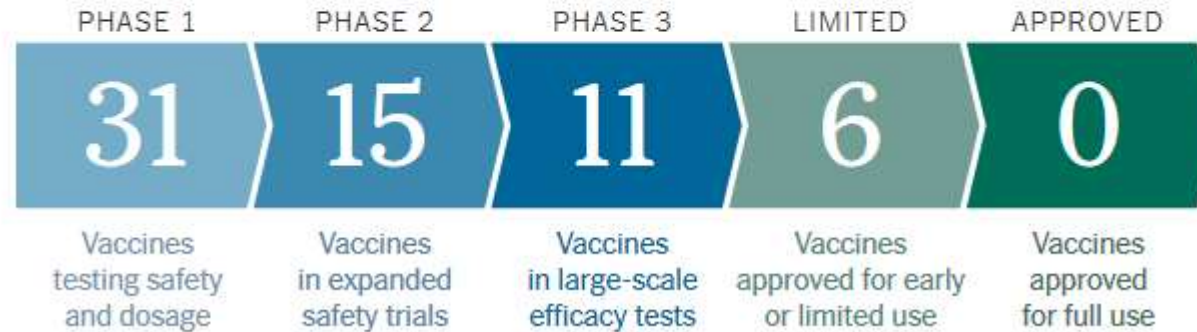 PHASE 1 PHASE 2 PHASE 3 LIMITED APPROVED
31 15 11 6 0
Vaccines Vaccines Vaccines Vaccines Vaccines
testing safety in expanded in large-scale approved for early approved
and dosage safety trials efficacy tests or limited use for full use